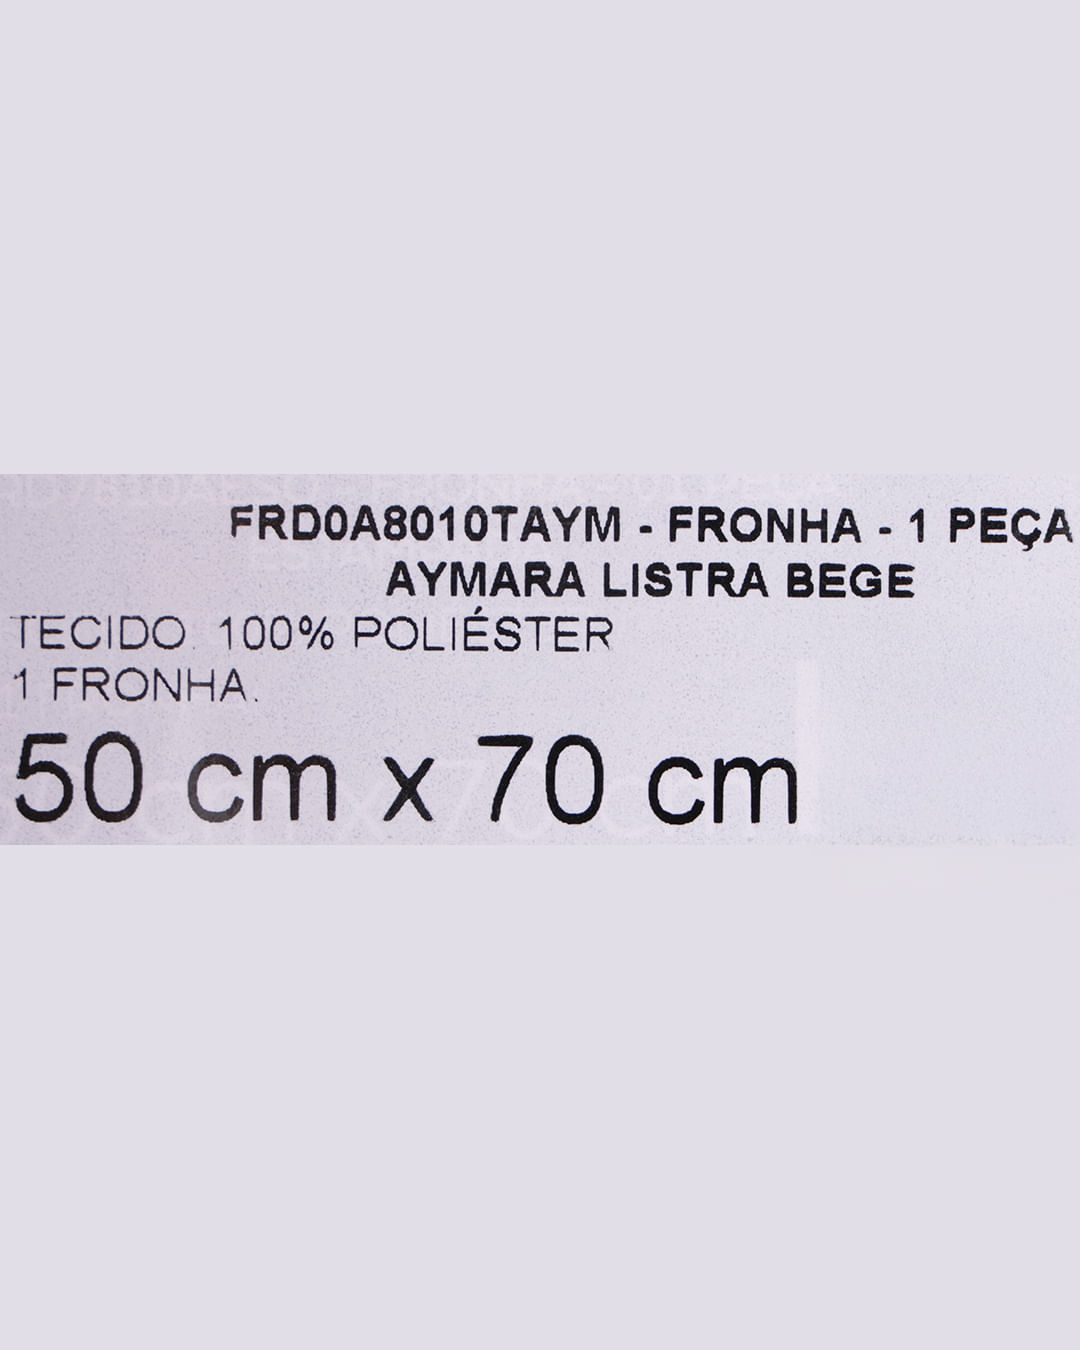 FRD0A8010TAYM - FRONHA - 1 PEÇA
AYMARA LISTRA BEGE
TECIDO. 100% POLIÉSTER
1 FRONHA.
50 cm x 70 cm